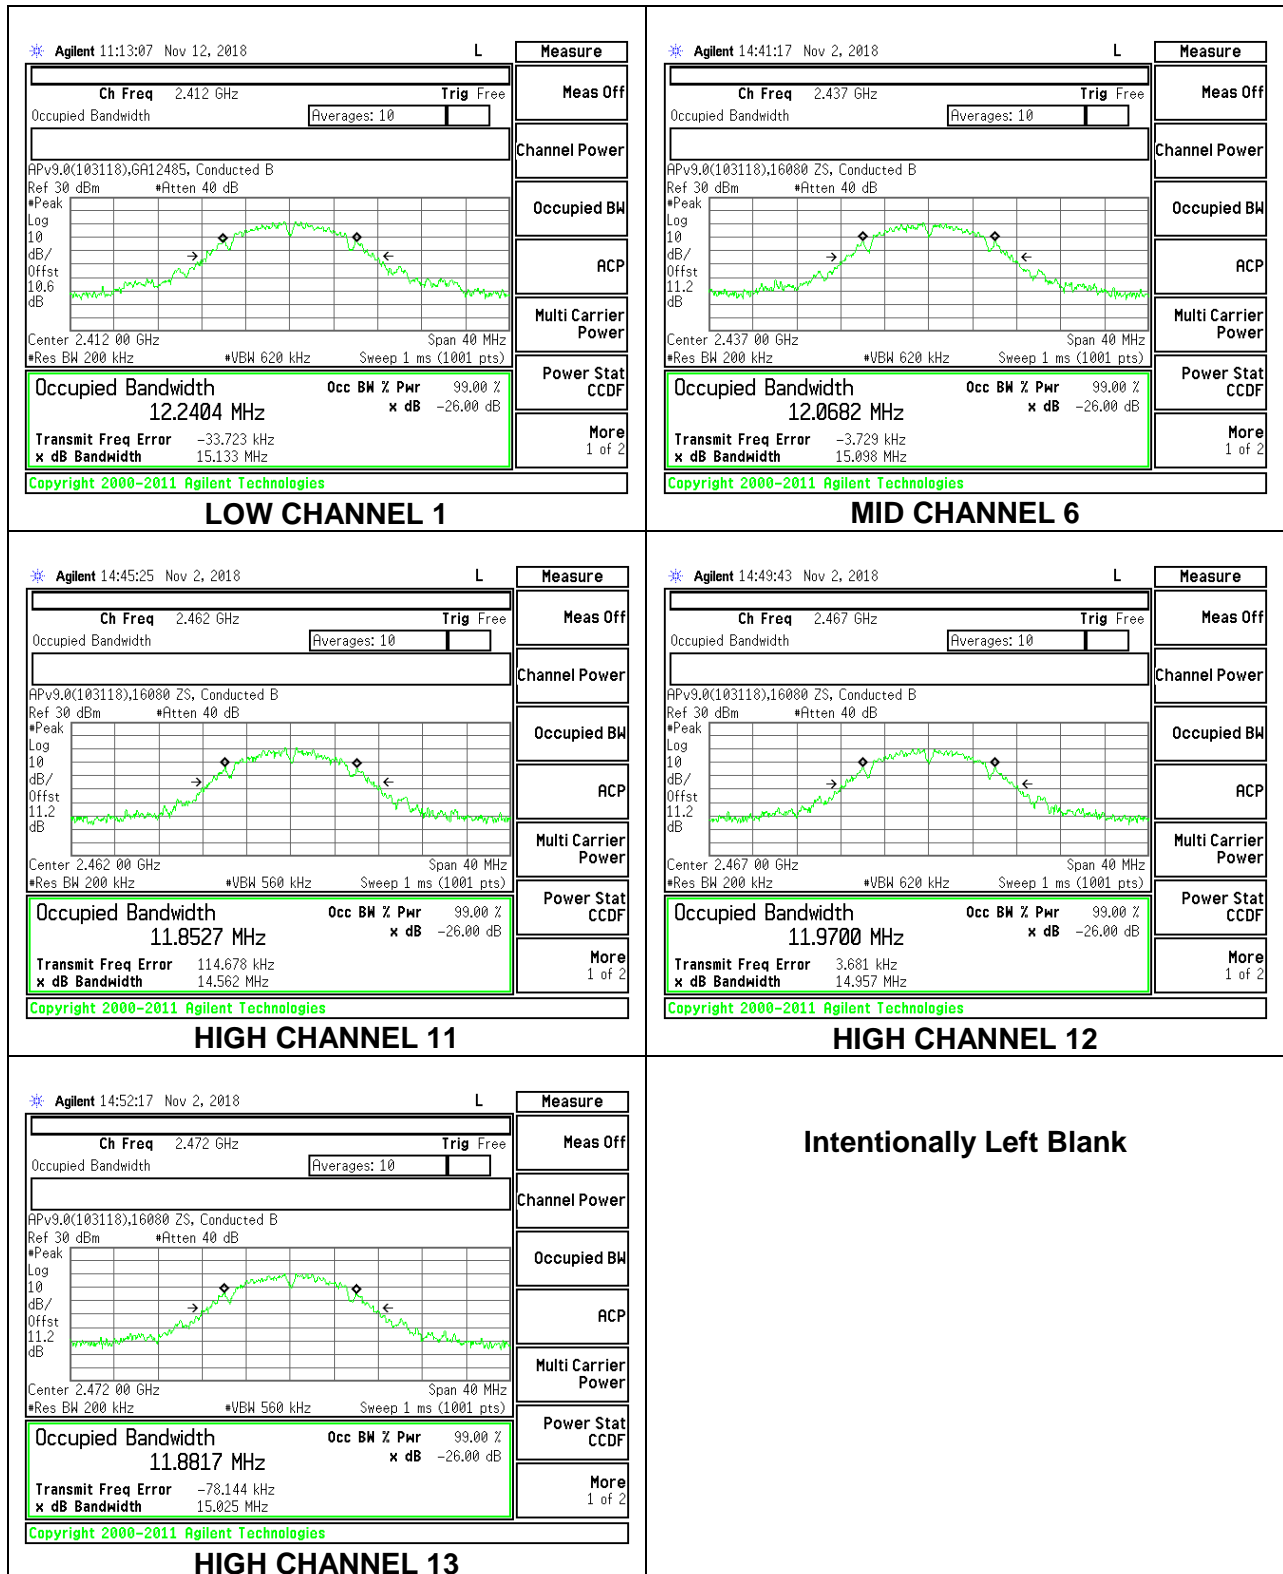 Agilent 11:13:07 Nov 12, 2018 L
Measure
Ch Freq 2.412 GHz Trig Free
Meas Off
Occupied Bandwidth Averages: 10
Channel Power
APv9.0(103118),GA12485, Conducted B
Ref 30 dBm #Atten 40 dB
#Peak
Log
10
dB/
Offst
10.6
dB
Occupied BW
ACP
Multi Carrier
Power
Center 2.412 00 GHz Span 40 MHz
#Res BW 200 kHz #VBW 620 kHz Sweep 1 ms (1001 pts)
Power Stat
CCDF
Occupied Bandwidth Occ BW % Pwr 99.00 %
12.2404 MHz x dB -26.00 dB
Transmit Freq Error -33.723 kHz
x dB Bandwidth 15.133 MHz
More
1 of 2
Copyright 2000-2011 Agilent Technologies
LOW CHANNEL 1
Agilent 14:41:17 Nov 2, 2018 L
Measure
Ch Freq 2.437 GHz Trig Free
Meas Off
Occupied Bandwidth Averages: 10
Channel Power
APv9.0(103118),16080 ZS, Conducted B
Ref 30 dBm #Atten 40 dB
#Peak
Log
10
dB/
Offst
11.2
dB
Occupied BW
ACP
Multi Carrier
Power
Center 2.437 00 GHz Span 40 MHz
#Res BW 200 kHz #VBW 620 kHz Sweep 1 ms (1001 pts)
Power Stat
CCDF
Occupied Bandwidth Occ BW % Pwr 99.00 %
12.0682 MHz x dB -26.00 dB
Transmit Freq Error -3.729 kHz
x dB Bandwidth 15.098 MHz
More
1 of 2
Copyright 2000-2011 Agilent Technologies
MID CHANNEL 6
Agilent 14:45:25 Nov 2, 2018 L
Measure
Ch Freq 2.462 GHz Trig Free
Meas Off
Occupied Bandwidth Averages: 10
Channel Power
APv9.0(103118),16080 ZS, Conducted B
Ref 30 dBm #Atten 40 dB
#Peak
Log
10
dB/
Offst
11.2
dB
Occupied BW
ACP
Multi Carrier
Power
Center 2.462 00 GHz Span 40 MHz
#Res BW 200 kHz #VBW 560 kHz Sweep 1 ms (1001 pts)
Power Stat
CCDF
Occupied Bandwidth Occ BW % Pwr 99.00 %
11.8527 MHz x dB -26.00 dB
Transmit Freq Error 114.678 kHz
x dB Bandwidth 14.562 MHz
More
1 of 2
Copyright 2000-2011 Agilent Technologies
HIGH CHANNEL 11
Agilent 14:49:43 Nov 2, 2018 L
Measure
Ch Freq 2.467 GHz Trig Free
Meas Off
Occupied Bandwidth Averages: 10
Channel Power
APv9.0(103118),16080 ZS, Conducted B
Ref 30 dBm #Atten 40 dB
#Peak
Log
10
dB/
Offst
11.2
dB
Occupied BW
ACP
Multi Carrier
Power
Center 2.467 00 GHz Span 40 MHz
#Res BW 200 kHz #VBW 620 kHz Sweep 1 ms (1001 pts)
Power Stat
CCDF
Occupied Bandwidth Occ BW % Pwr 99.00 %
11.9700 MHz x dB -26.00 dB
Transmit Freq Error 3.681 kHz
x dB Bandwidth 14.957 MHz
More
1 of 2
Copyright 2000-2011 Agilent Technologies
HIGH CHANNEL 12
Agilent 14:52:17 Nov 2, 2018 L
Measure
Ch Freq 2.472 GHz Trig Free
Meas Off
Occupied Bandwidth Averages: 10
Channel Power
APv9.0(103118),16080 ZS, Conducted B
Ref 30 dBm #Atten 40 dB
#Peak
Log
10
dB/
Offst
11.2
dB
Occupied BW
ACP
Multi Carrier
Power
Center 2.472 00 GHz Span 40 MHz
#Res BW 200 kHz #VBW 560 kHz Sweep 1 ms (1001 pts)
Power Stat
CCDF
Occupied Bandwidth Occ BW % Pwr 99.00 %
11.8817 MHz x dB -26.00 dB
Transmit Freq Error -78.144 kHz
x dB Bandwidth 15.025 MHz
More
1 of 2
Copyright 2000-2011 Agilent Technologies
HIGH CHANNEL 13
Intentionally Left Blank